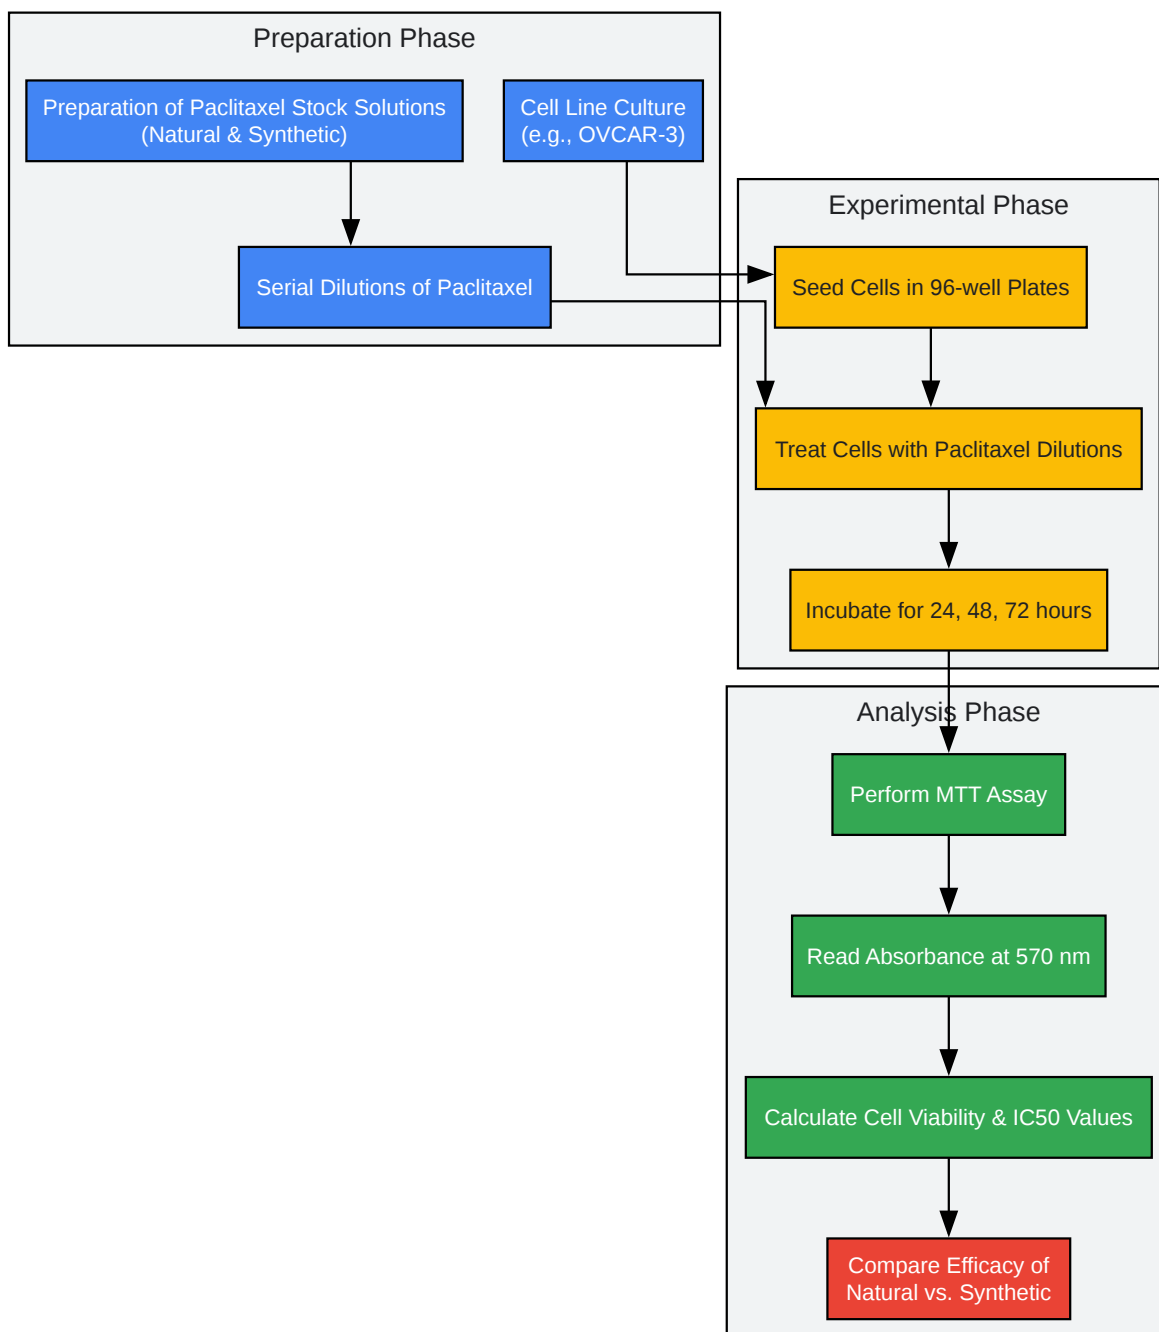 Preparation Phase
Preparation of Paclitaxel Stock Solutions
(Natural & Synthetic)
Cell Line Culture
(e.g., OVCAR-3)
Serial Dilutions of Paclitaxel
Experimental Phase
Seed Cells in 96-well Plates
Treat Cells with Paclitaxel Dilutions
Incubate for 24, 48, 72 hours
Analysis Phase
Perform MTT Assay
Read Absorbance at 570 nm
Calculate Cell Viability & IC50 Values
Compare Efficacy of
Natural vs. Synthetic